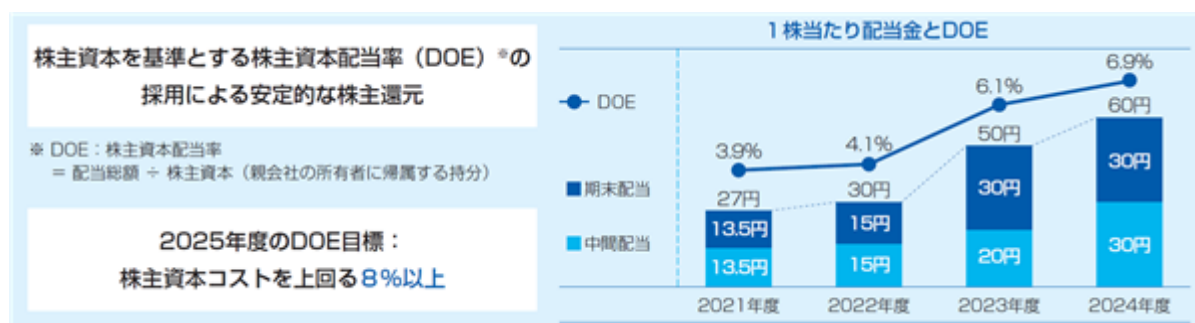 株主資本を基準とする株主資本配当率（DOE）※の
採用による安定的な株主還元
※ DOE：株主資本配当率
＝ 配当総額 ÷ 株主資本（親会社の所有者に帰属する持分）
2025年度のDOE目標：
株主資本コストを上回る8％以上
1株当たり配当金とDOE
DOE
期末配当
中間配当
3.9%
4.1%
6.1%
6.9%
27円
30円
50円
60円
13.5円
15円
30円
30円
13.5円
15円
20円
30円
2021年度
2022年度
2023年度
2024年度